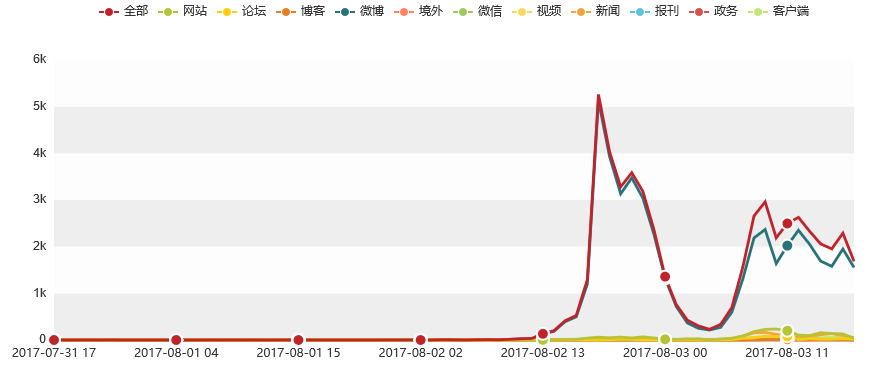 全部 网站 论坛 博客 微博 境外 微信 视频 新闻 报刊 政务 客户端
6k
5k
4k
3k
2k
1k
0
2017-07-31 17 2017-08-01 04 2017-08-01 15 2017-08-02 02 2017-08-02 13 2017-08-03 00 2017-08-03 11